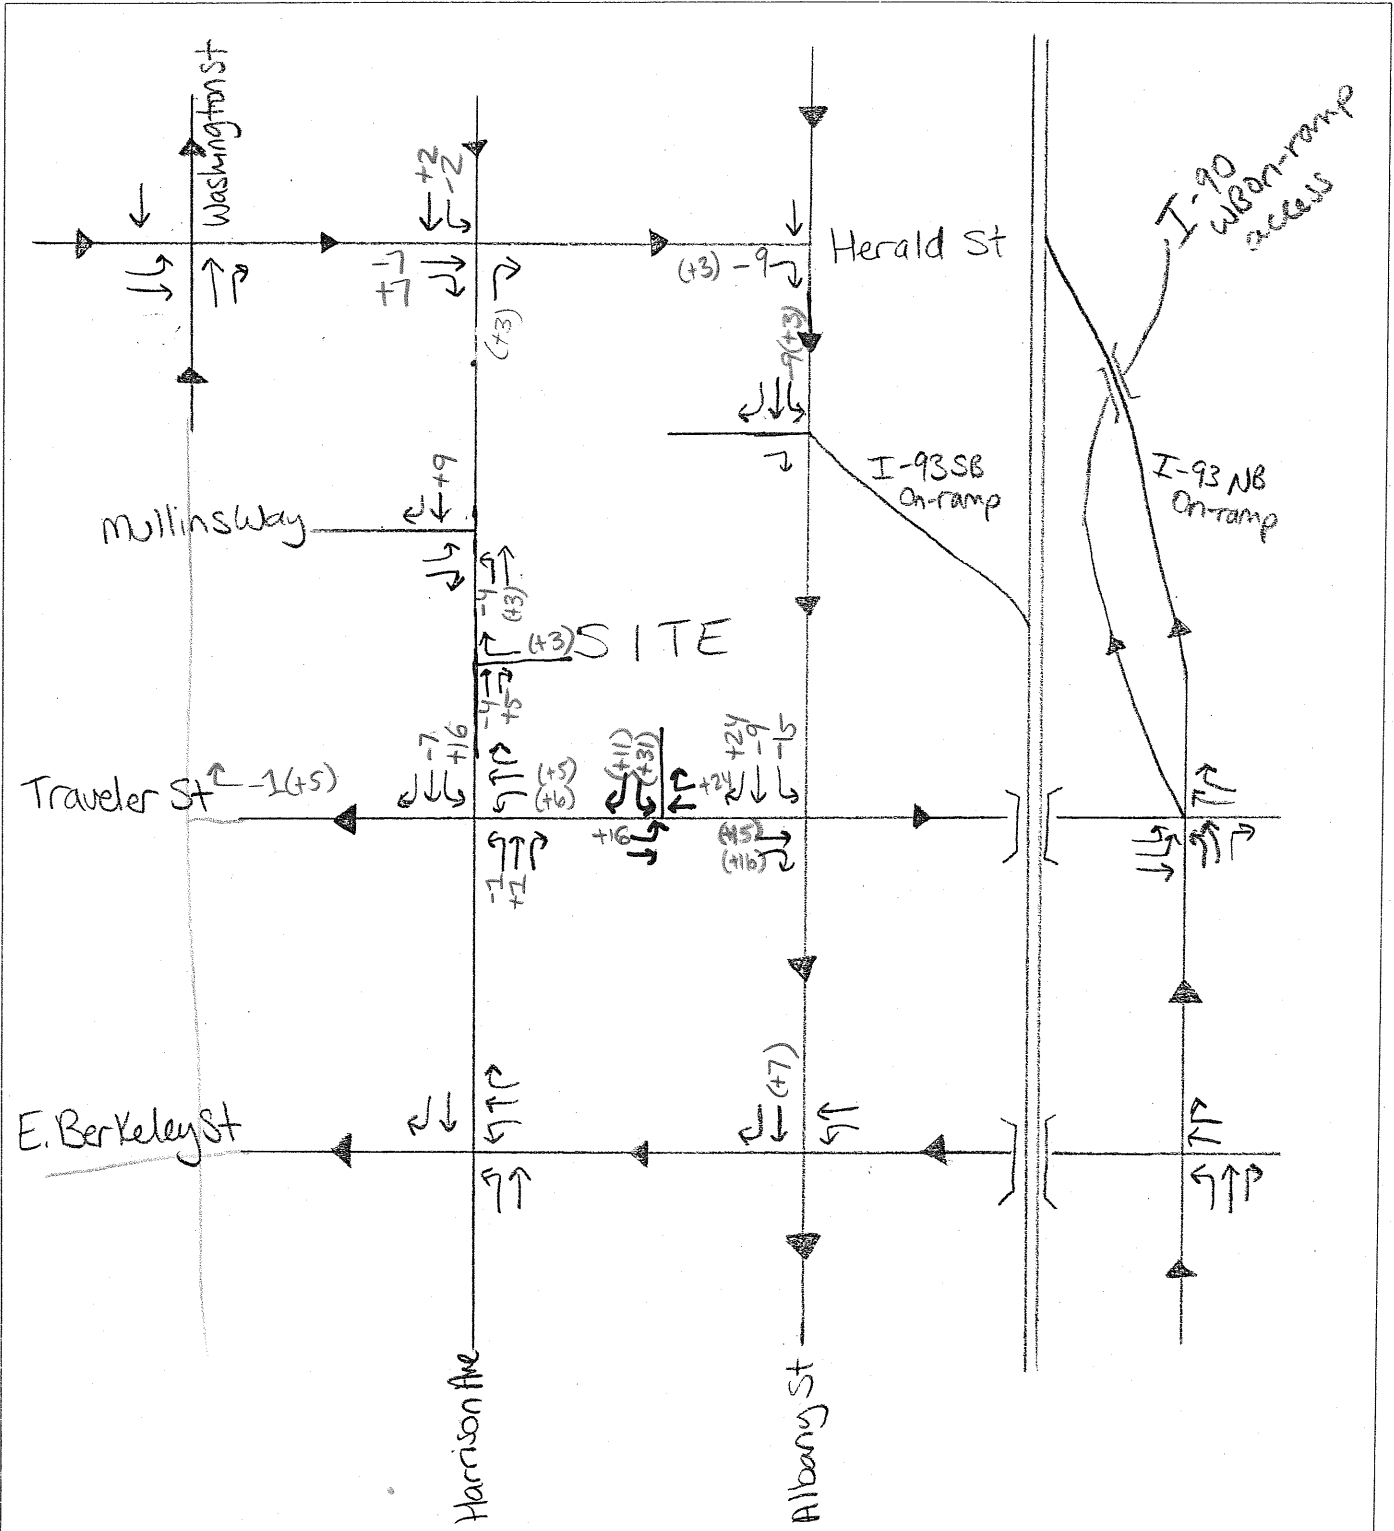 Washington St
+2
-2
-7
+7
(+3)
(+3) -9
Herald St
I-90
WB on-ramp
access
-9(+3)
I-93 SB
On-ramp
I-93 NB
On-ramp
+9
Mullins Way
-4
(+3)
(+3)
SITE
-4
+5
-7
+16
Traveler St
-1(+5)
(+5)
(+6)
(+11)
(+31)
+24
+24
-9
-15
+16
(+15)
(+16)
-1
+1
(+7)
E. Berkeley St
Harrison Ave
Albany St